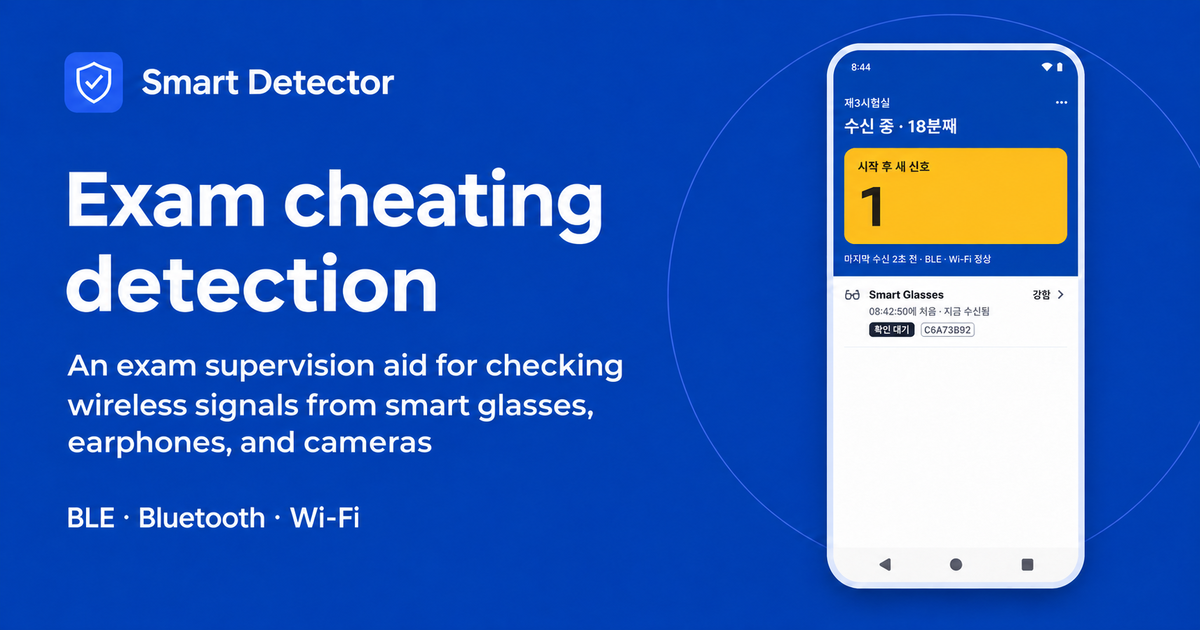 Smart Detector
Exam cheating
detection
An exam supervision aid for checking
wireless signals from smart glasses,
earphones, and cameras
BLE · Bluetooth · Wi-Fi
8:44
재3시험실
수신 중 · 18분째
시작 후 새 신호
1
마지막 수신 2초 전 · BLE · Wi-Fi 정상
Smart Glasses
강함
08:42:50에 처음 · 지금 수신됨
확인 대기 C6A73B92